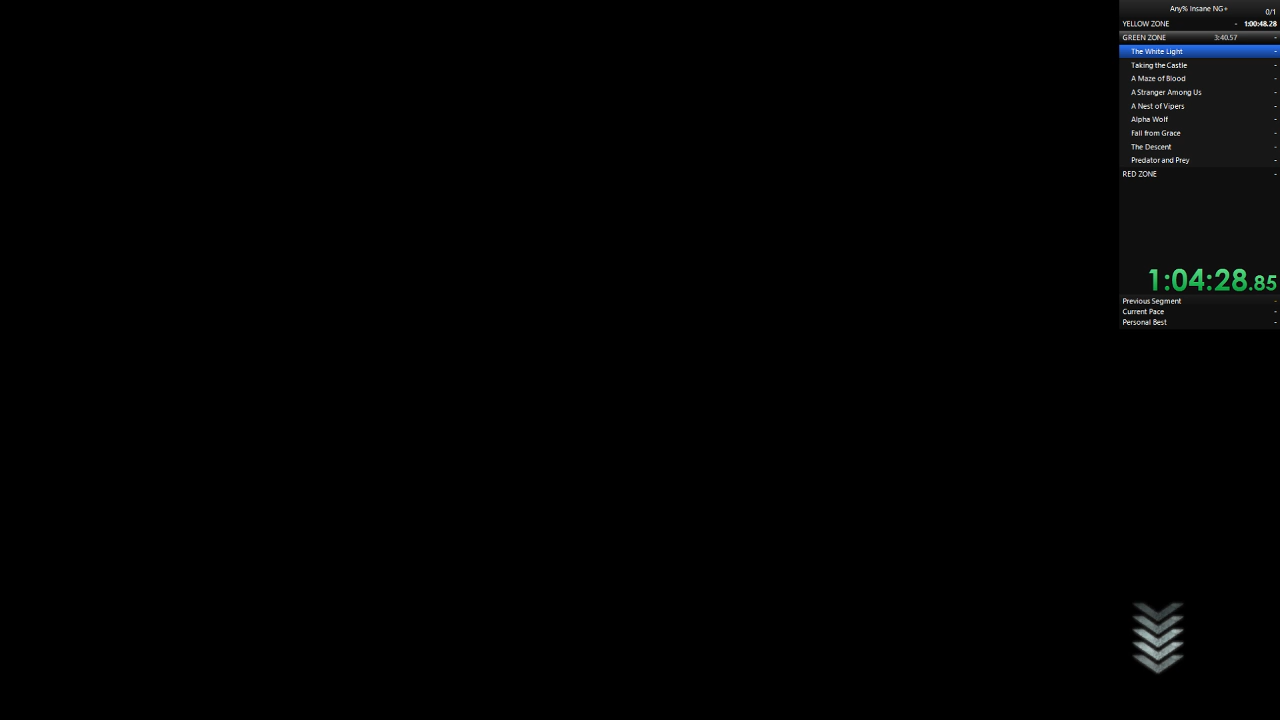 Any% Insane NG+
0/1
YELLOW ZONE - 1:00:48.28
GREEN ZONE 3:40.57 -
The White Light -
Taking the Castle -
A Maze of Blood -
A Stranger Among Us -
A Nest of Vipers -
Alpha Wolf -
Fall from Grace -
The Descent -
Predator and Prey -
RED ZONE -
1:04:28.85
Previous Segment -
Current Pace -
Personal Best -